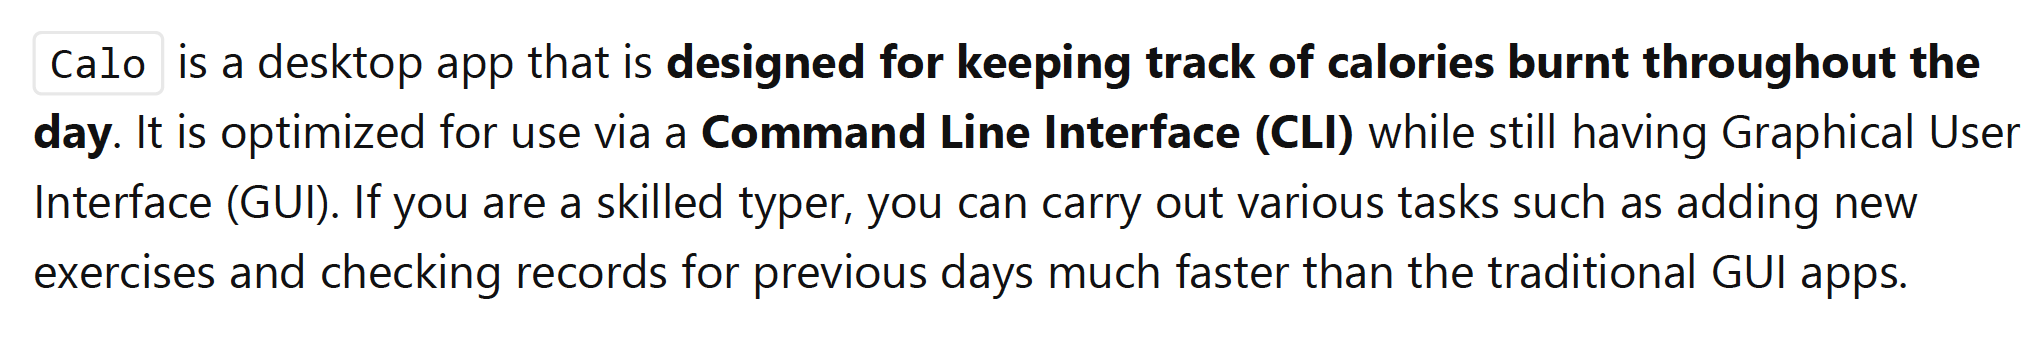 Calo is a desktop app that is designed for keeping track of calories burnt throughout the
day. It is optimized for use via a Command Line Interface (CLI) while still having Graphical User
Interface (GUI). If you are a skilled typer, you can carry out various tasks such as adding new
exercises and checking records for previous days much faster than the traditional GUI apps.